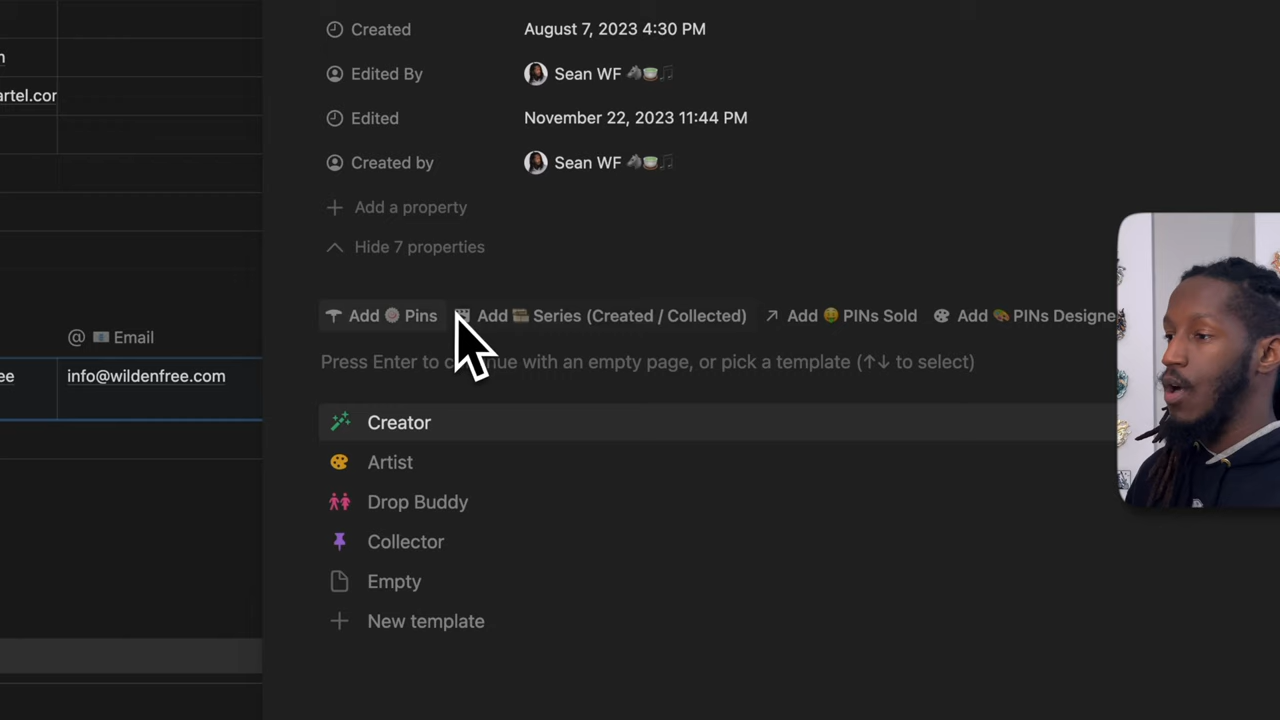 Created August 7, 2023 4:30 PM
Edited By Sean WF
artel.cor
Edited November 22, 2023 11:44 PM
Created by Sean WF
Add a property
Hide 7 properties
Add Pins Add Series (Created / Collected) Add PINs Sold Add PINs Designe
@ Email
Press Enter to c nue with an empty page, or pick a template (↑↓ to select)
ee info@wildenfree.com
Creator
Artist
Drop Buddy
Collector
Empty
New template